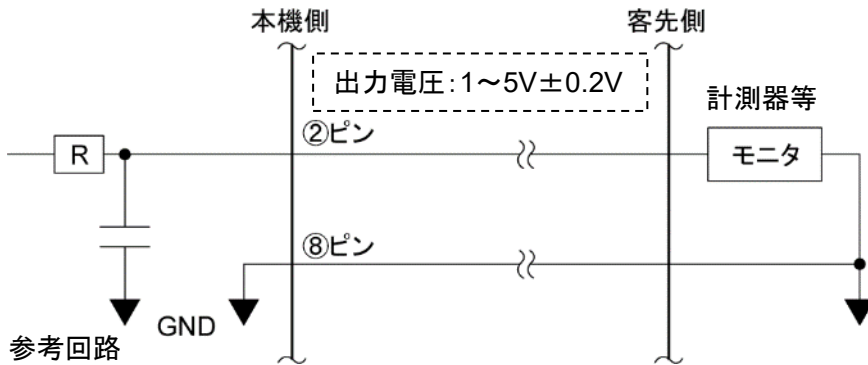 本機側
客先側
出力電圧:1～5V±0.2V
計測器等
②ピン
R
モニタ
⑧ピン
GND
参考回路